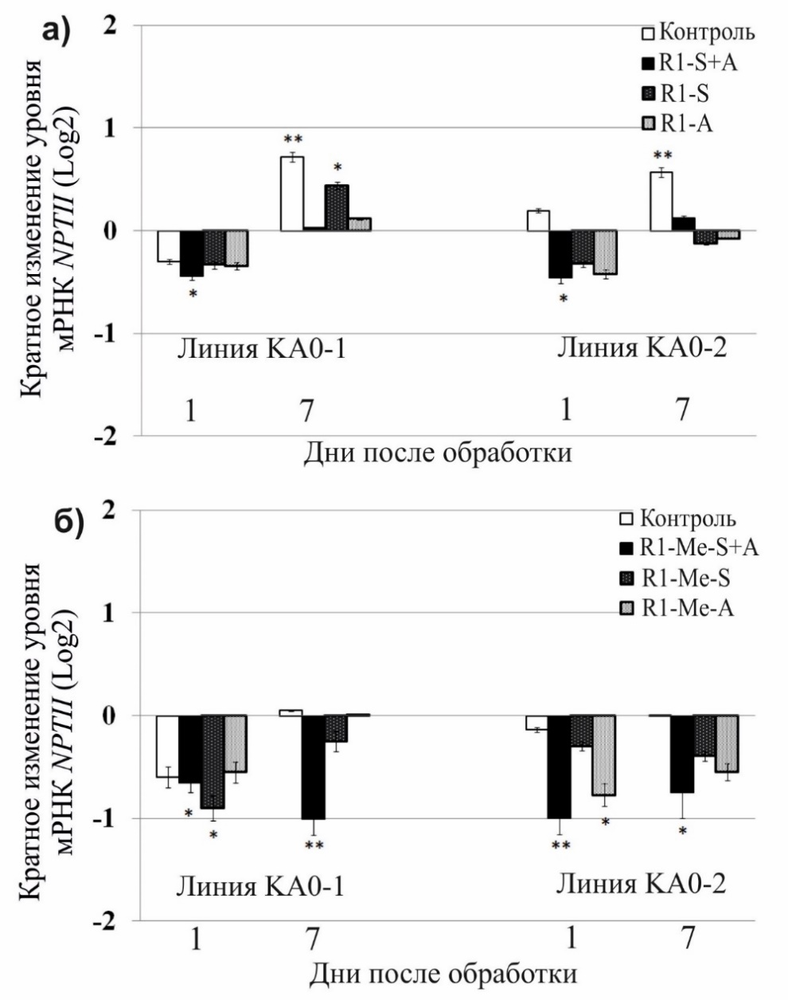 а)
2
1
0
-1
-2
Кратное изменение уровня
мРНК NPTII (Log2)
Контроль
R1-S+A
R1-S
R1-A
**
*
**
*
*
Линия KA0-1
Линия KA0-2
1
7
1
7
Дни после обработки
б)
2
1
0
-1
-2
Кратное изменение уровня
мРНК NPTII (Log2)
Контроль
R1-Me-S+A
R1-Me-S
R1-Me-A
*
*
**
**
*
*
Линия KA0-1
Линия KA0-2
1
7
1
7
Дни после обработки